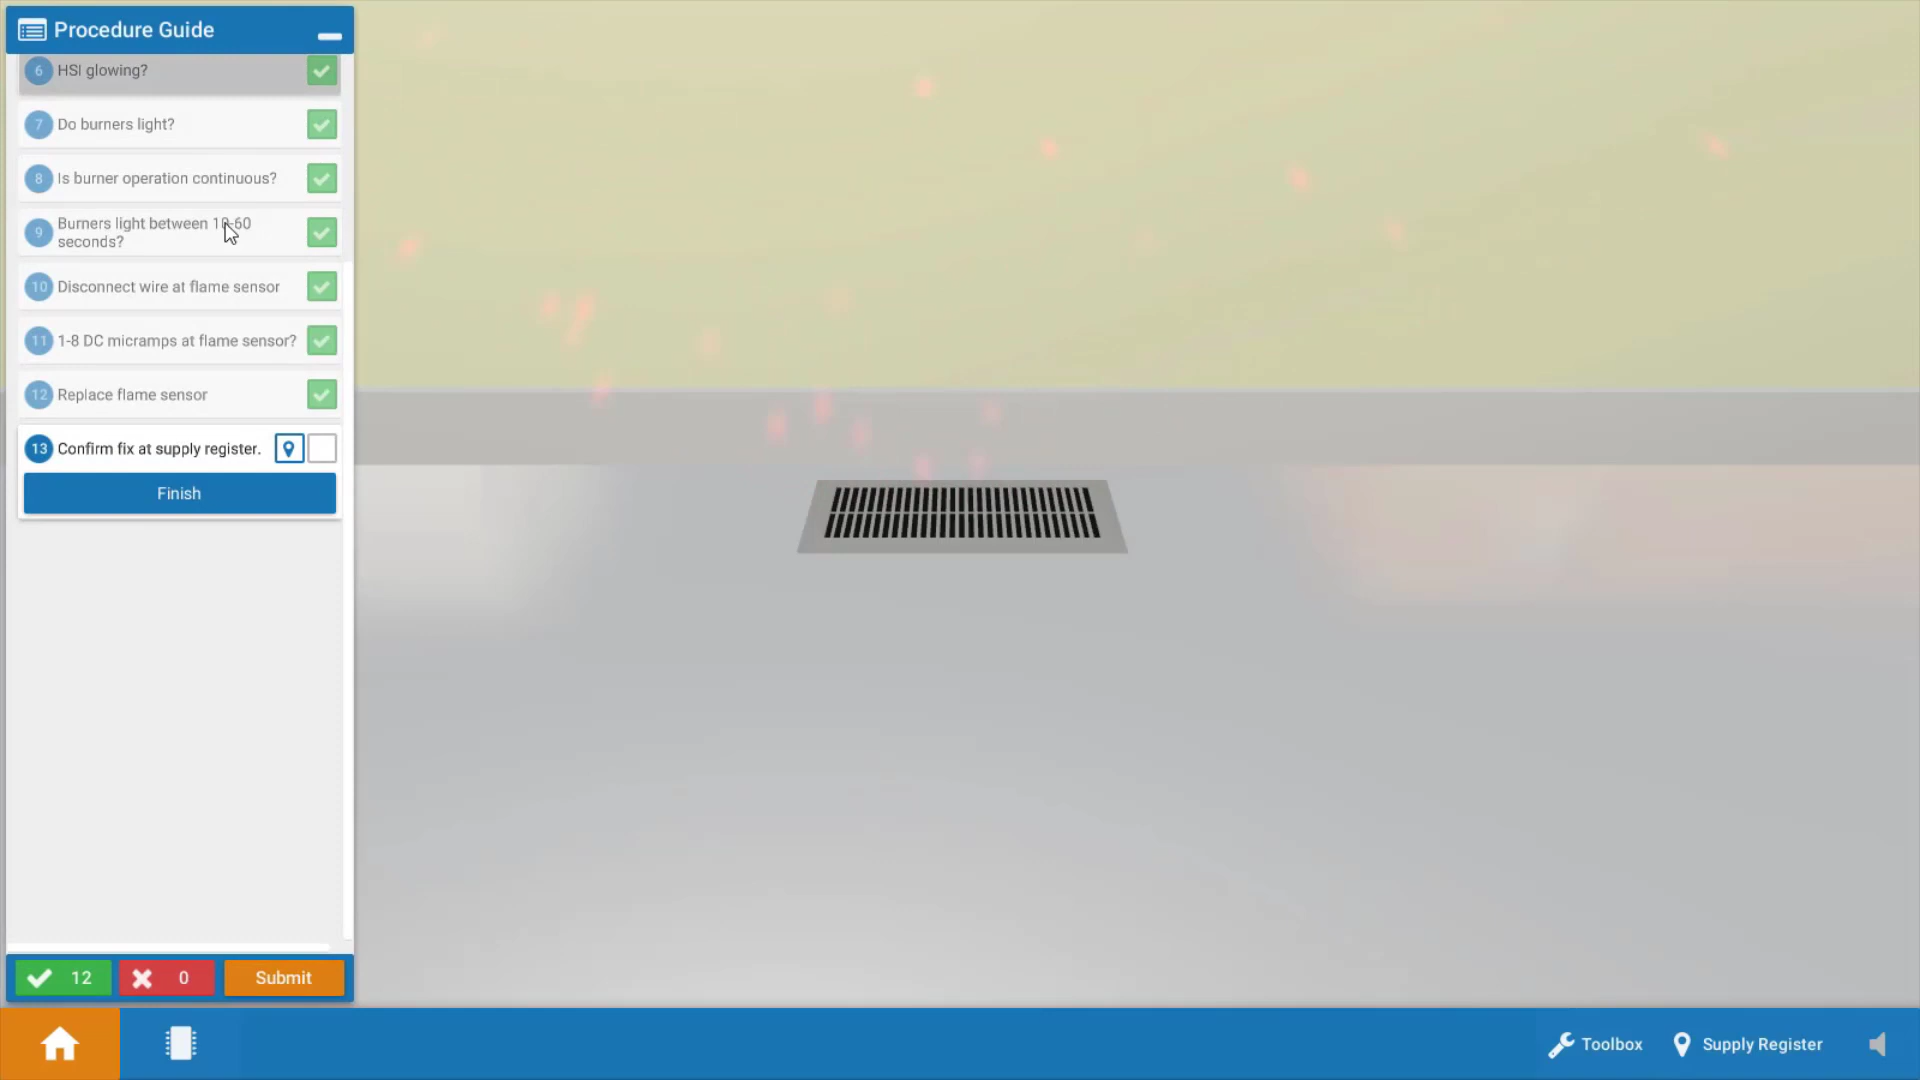 Procedure Guide
6 HSI glowing?
7 Do burners light?
8 Is burner operation continuous?
9 Burners light between 10-60
seconds?
10 Disconnect wire at flame sensor
11 1-8 DC micramps at flame sensor?
12 Replace flame sensor
13 Confirm fix at supply register.
Finish
12 0 Submit
Toolbox Supply Register